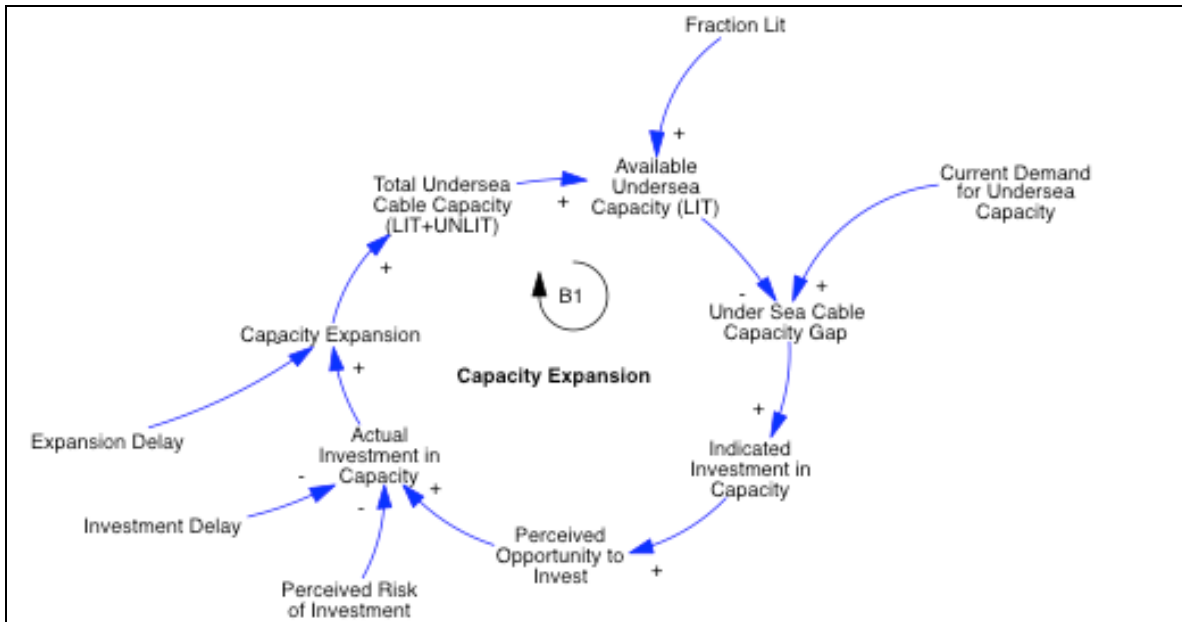 Fraction Lit
+
Available
Undersea
Capacity (LIT)
Total Undersea
Cable Capacity
(LIT+UNLIT)
+
Current Demand
for Undersea
Capacity
+
-
+
Under Sea Cable
Capacity Gap
B1
Capacity Expansion
-
+
Capacity Expansion
+
Indicated
Investment in
Capacity
Expansion Delay
Actual
Investment in
Capacity
-
-
+
Investment Delay
Perceived
Opportunity to
Invest
+
Perceived Risk
of Investment